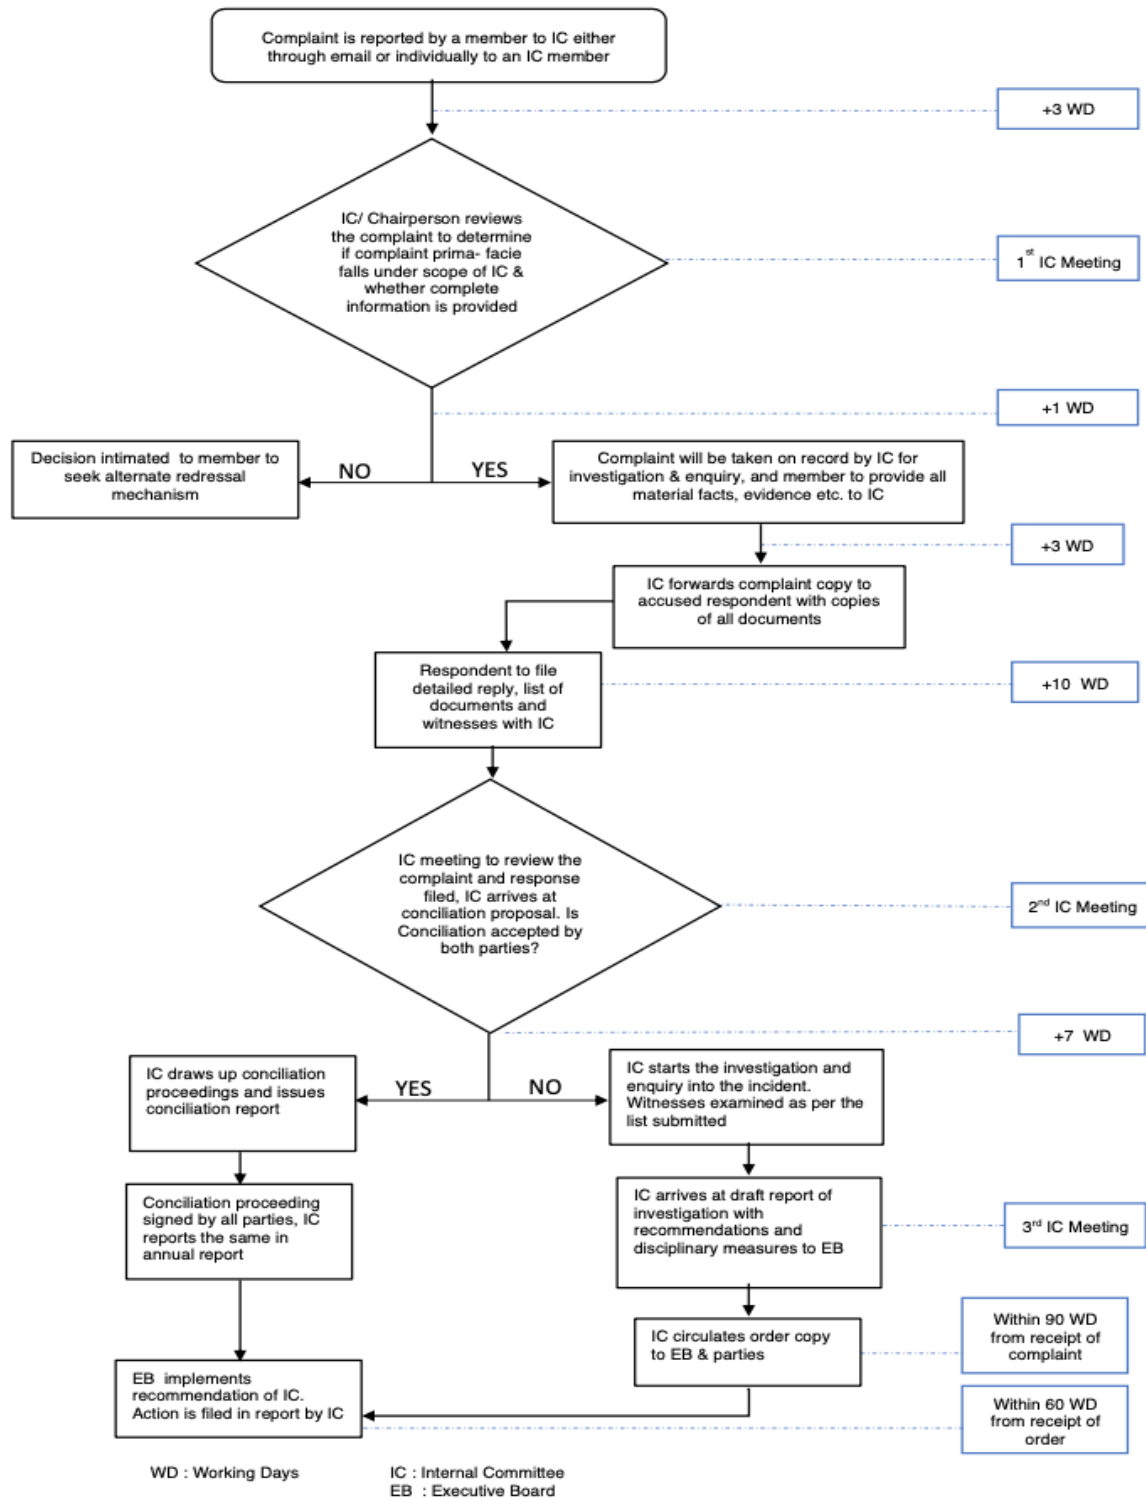 Complaint is reported by a member to IC either
through email or individually to an IC member
+3 WD
IC/ Chairperson reviews
the complaint to determine
if complaint prima- facie
falls under scope of IC &
whether complete
information is provided
1st IC Meeting
+1 WD
Decision intimated to member to
seek alternate redressal
mechanism
NO
YES
Complaint will be taken on record by IC for
investigation & enquiry, and member to provide all
material facts, evidence etc. to IC
+3 WD
IC forwards complaint copy to
accused respondent with copies
of all documents
Respondent to file
detailed reply, list of
documents and
witnesses with IC
+10 WD
IC meeting to review the
complaint and response
filed, IC arrives at
conciliation proposal. Is
Conciliation accepted by
both parties?
2nd IC Meeting
+7 WD
IC draws up conciliation
proceedings and issues
conciliation report
YES
NO
IC starts the investigation and
enquiry into the incident.
Witnesses examined as per the
list submitted
Conciliation proceeding
signed by all parties, IC
reports the same in
annual report
IC arrives at draft report of
investigation with
recommendations and
disciplinary measures to EB
3rd IC Meeting
IC circulates order copy
to EB & parties
Within 90 WD
from receipt of
complaint
EB implements
recommendation of IC.
Action is filed in report by IC
Within 60 WD
from receipt of
order
WD : Working Days
IC : Internal Committee
EB : Executive Board